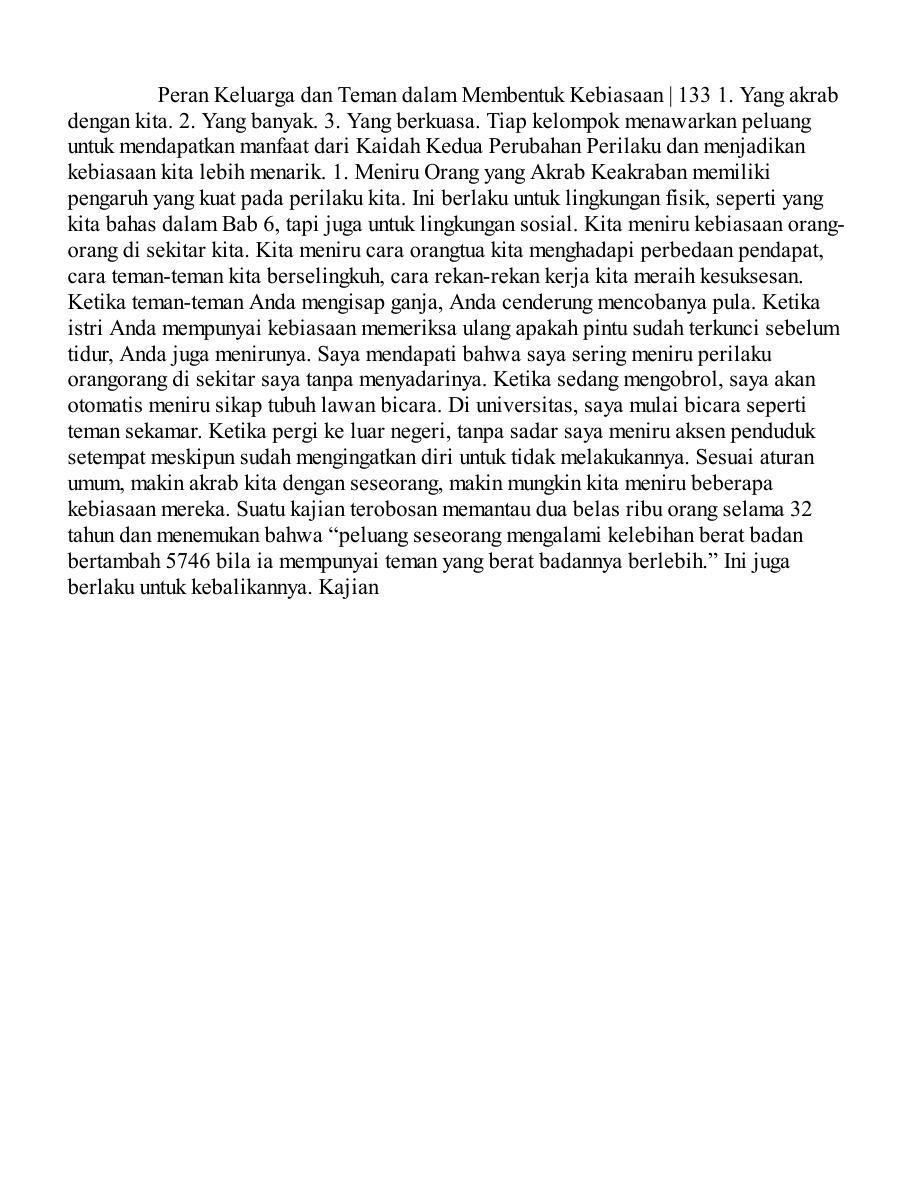 Peran Keluarga dan Teman dalam Membentuk Kebiasaan | 133 1. Yang akrab
dengan kita. 2. Yang banyak. 3. Yang berkuasa. Tiap kelompok menawarkan peluang
untuk mendapatkan manfaat dari Kaidah Kedua Perubahan Perilaku dan menjadikan
kebiasaan kita lebih menarik. 1. Meniru Orang yang Akrab Keakraban memiliki
pengaruh yang kuat pada perilaku kita. Ini berlaku untuk lingkungan fisik, seperti yang
kita bahas dalam Bab 6, tapi juga untuk lingkungan sosial. Kita meniru kebiasaan orang-
orang di sekitar kita. Kita meniru cara orangtua kita menghadapi perbedaan pendapat,
cara teman-teman kita berselingkuh, cara rekan-rekan kerja kita meraih kesuksesan.
Ketika teman-teman Anda mengisap ganja, Anda cenderung mencobanya pula. Ketika
istri Anda mempunyai kebiasaan memeriksa ulang apakah pintu sudah terkunci sebelum
tidur, Anda juga menirunya. Saya mendapati bahwa saya sering meniru perilaku
orangorang di sekitar saya tanpa menyadarinya. Ketika sedang mengobrol, saya akan
otomatis meniru sikap tubuh lawan bicara. Di universitas, saya mulai bicara seperti
teman sekamar. Ketika pergi ke luar negeri, tanpa sadar saya meniru aksen penduduk
setempat meskipun sudah mengingatkan diri untuk tidak melakukannya. Sesuai aturan
umum, makin akrab kita dengan seseorang, makin mungkin kita meniru beberapa
kebiasaan mereka. Suatu kajian terobosan memantau dua belas ribu orang selama 32
tahun dan menemukan bahwa “peluang seseorang mengalami kelebihan berat badan
bertambah 5746 bila ia mempunyai teman yang berat badannya berlebih.” Ini juga
berlaku untuk kebalikannya. Kajian